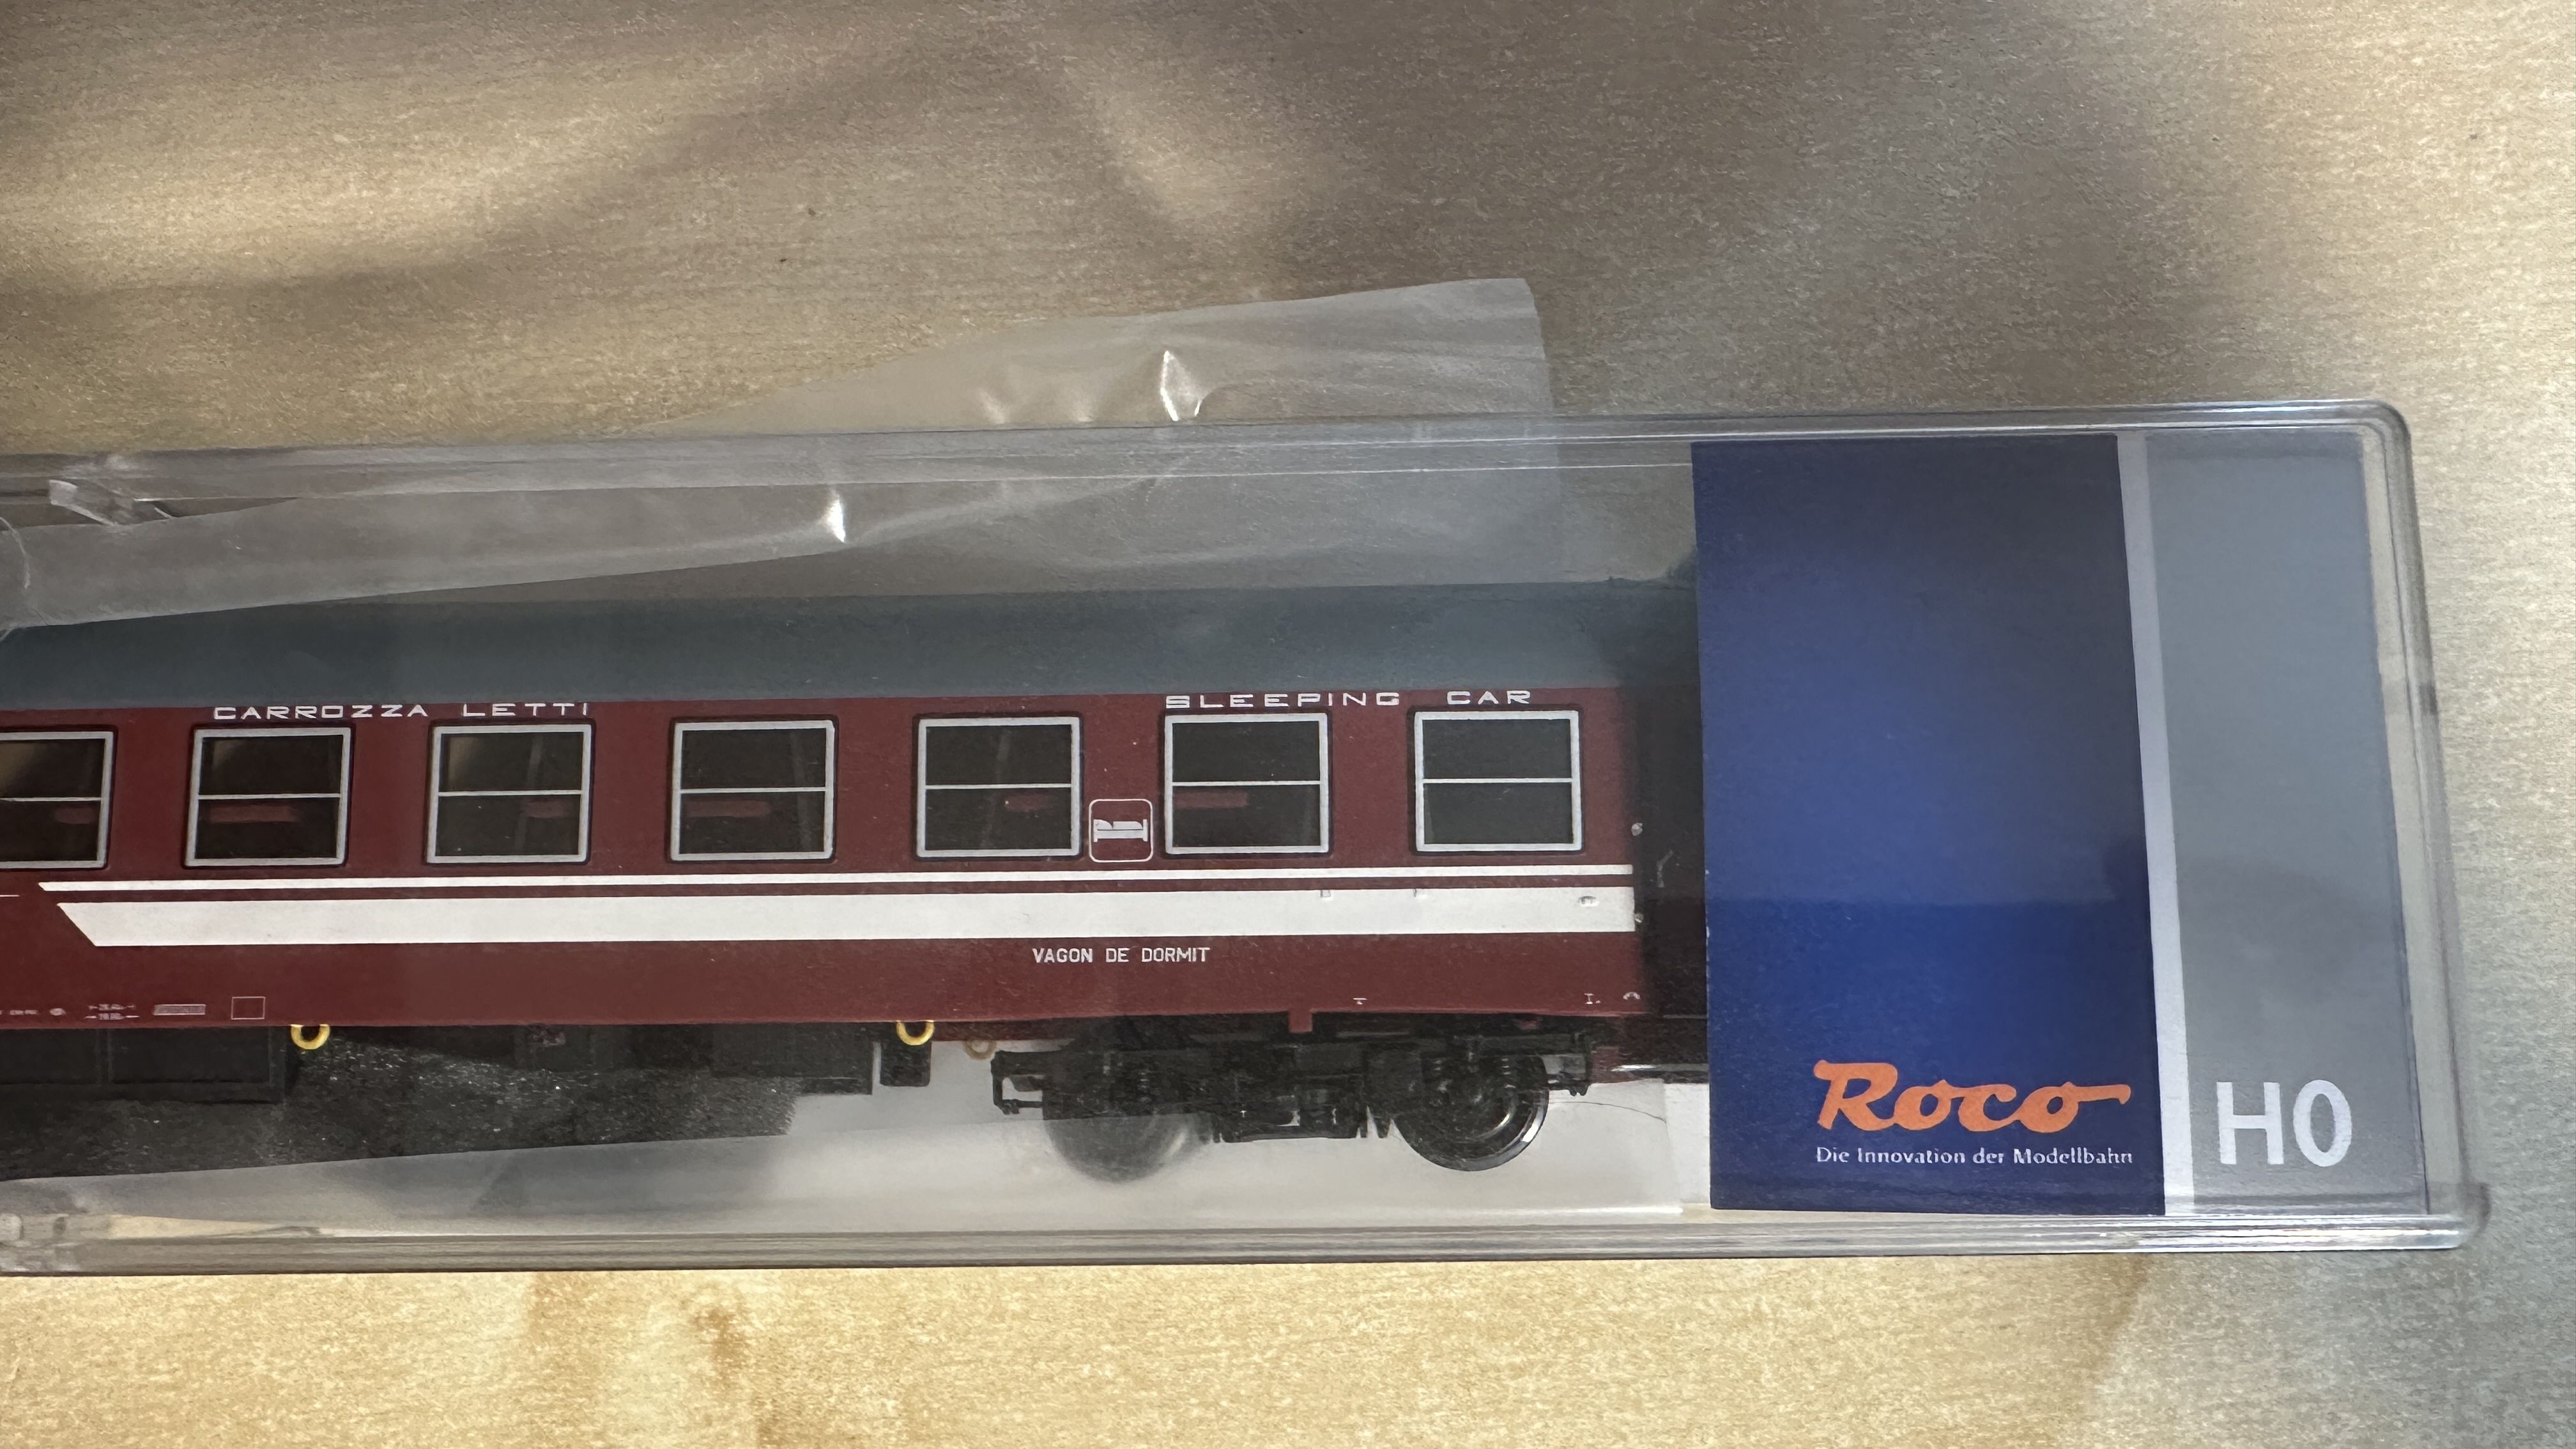 CARROZZA LETTI
SLEEPING CAR
VAGON DE DORMIT
Roco
Die Innovation der Modellbahn
H0